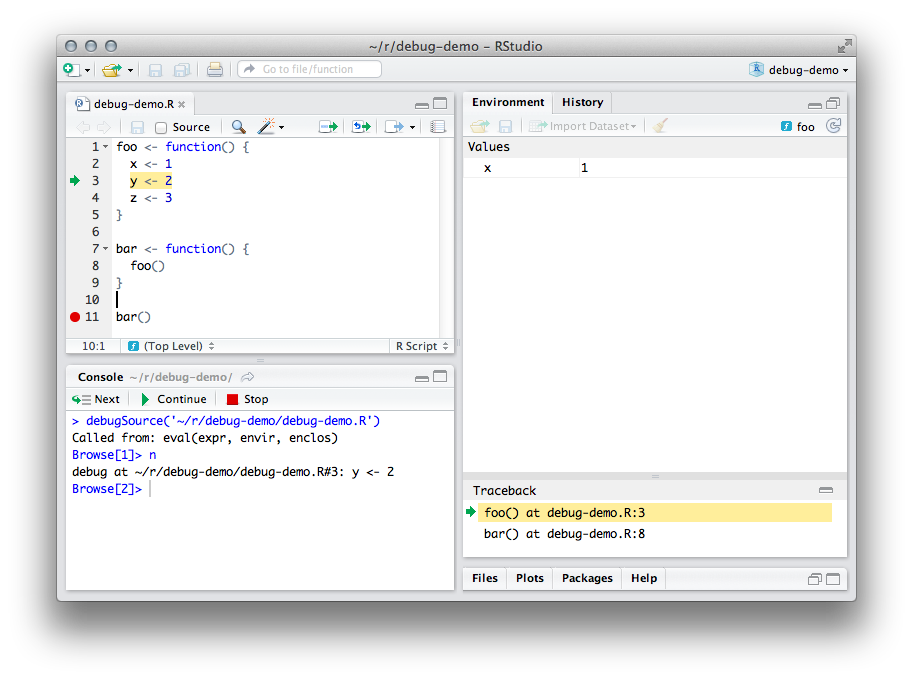 ~/r/debug-demo – RStudio
Go to file/function
debug-demo
debug-demo.R
Source
1 foo <- function() {
2 x <- 1
3 y <- 2
4 z <- 3
5 }
6
7 bar <- function() {
8 foo()
9 }
10
11 bar()
10:1 (Top Level) R Script
Console ~/r/debug-demo/
Next Continue Stop
> debugSource('~/r/debug-demo/debug-demo.R')
Called from: eval(expr, envir, enclos)
Browse[1]> n
debug at ~/r/debug-demo/debug-demo.R#3: y <- 2
Browse[2]>
Environment History
Import Dataset foo
Values
x 1
Traceback
foo() at debug-demo.R:3
bar() at debug-demo.R:8
Files Plots Packages Help